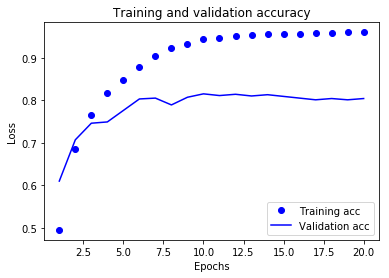 Training and validation accuracy
Loss
0.9
0.8
0.7
0.6
0.5
Training acc
Validation acc
2.5 5.0 7.5 10.0 12.5 15.0 17.5 20.0
Epochs